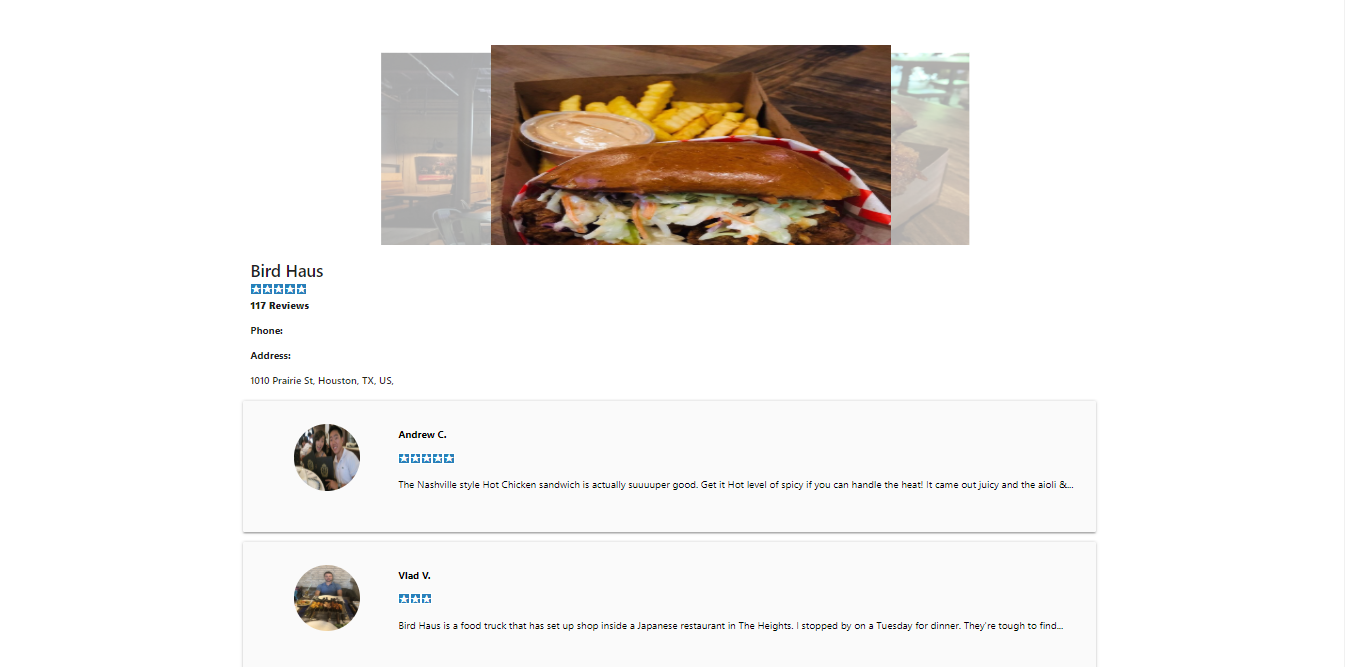 Bird Haus
117 Reviews
Phone:
Address:
1010 Prairie St, Houston, TX, US,
Andrew C.
The Nashville style Hot Chicken sandwich is actually suuuuper good. Get it Hot level of spicy if you can handle the heat! It came out juicy and the aioli &...
Vlad V.
Bird Haus is a food truck that has set up shop inside a Japanese restaurant in The Heights. I stopped by on a Tuesday for dinner. They're tough to find...